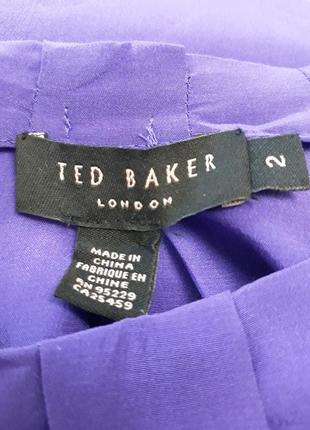 TED BAKER
LONDON
2
MADE IN
CHINA
FABRIQUE EN
CHINE
RN 95229
CA25459